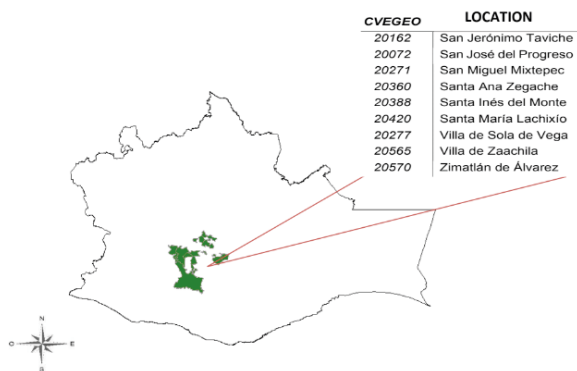 CVEGEO LOCATION
20162 San Jerónimo Taviche
20072 San José del Progreso
20271 San Miguel Mixtepec
20360 Santa Ana Zegache
20388 Santa Inés del Monte
20420 Santa María Lachixío
20277 Villa de Sola de Vega
20565 Villa de Zaachila
20570 Zimatlán de Álvarez
N
O E
S